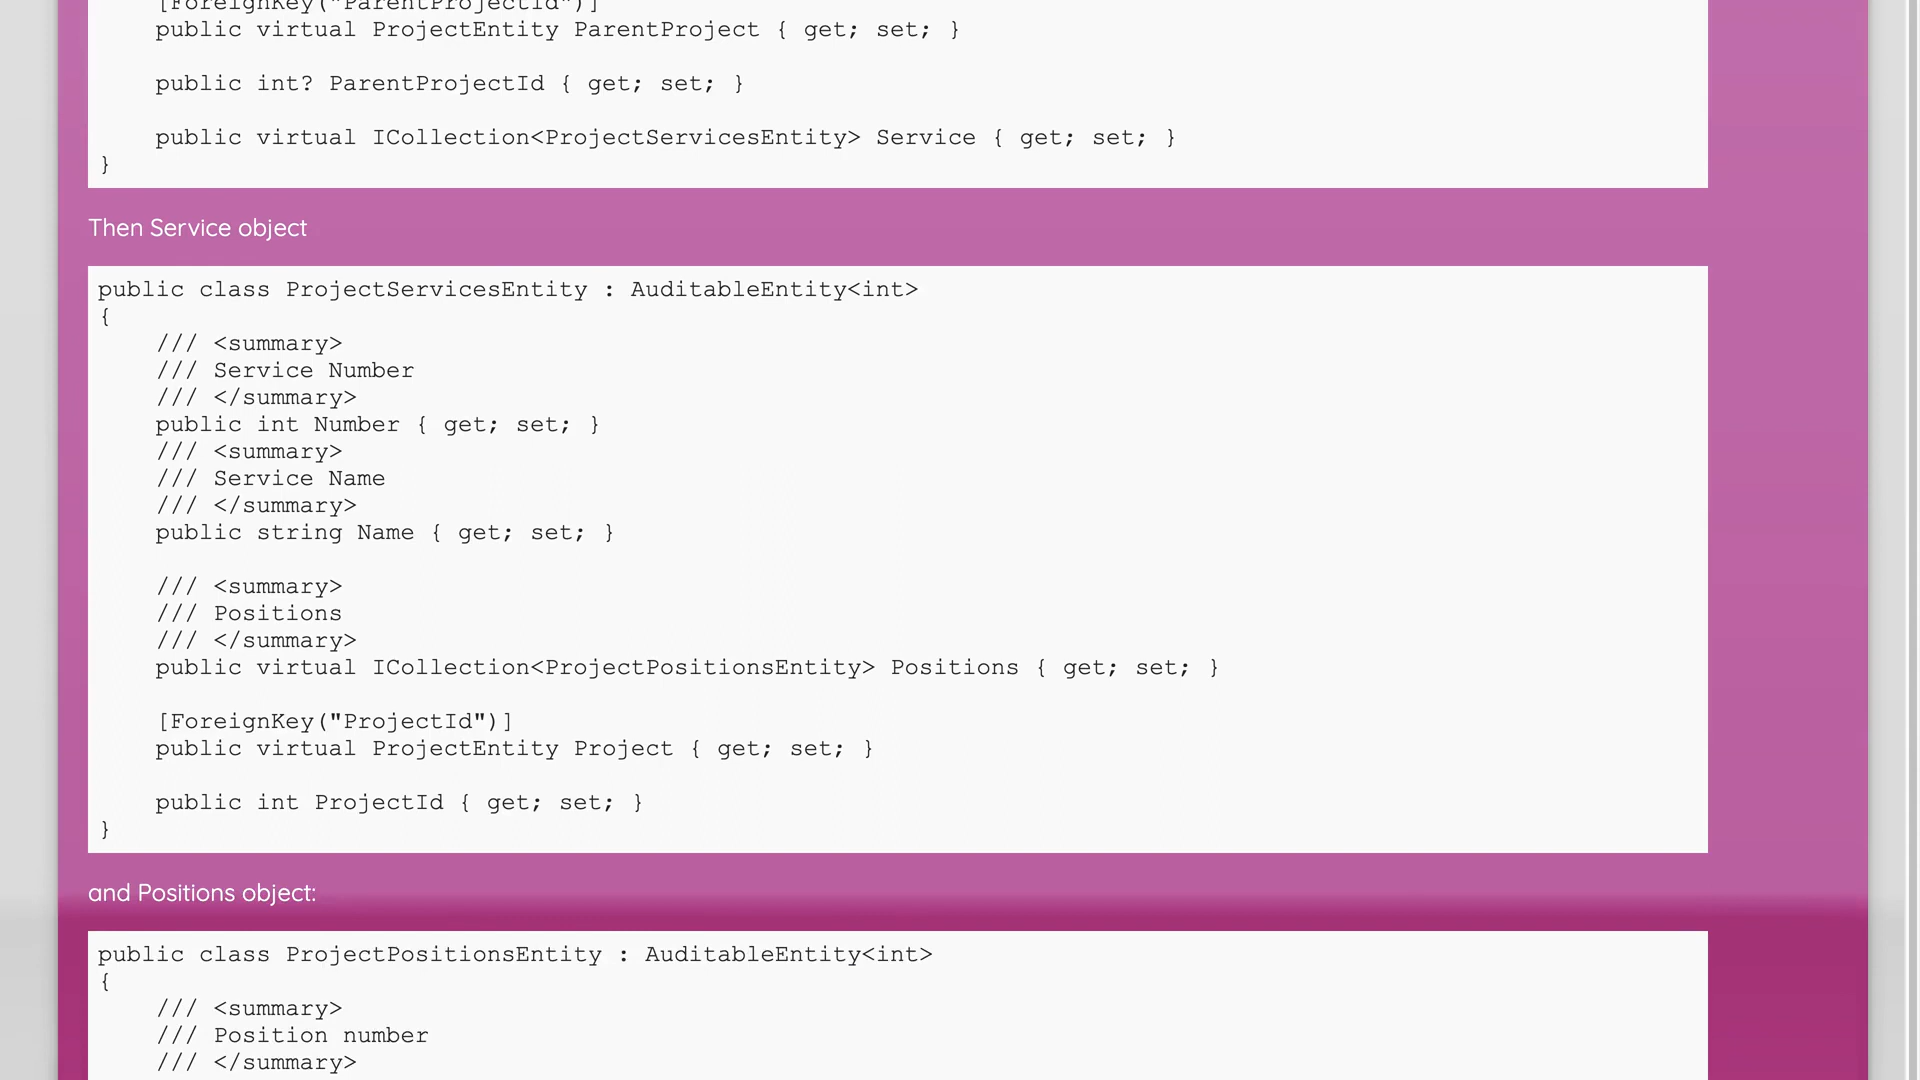 [ForeignKey("ParentProjectId")]
public virtual ProjectEntity ParentProject { get; set; }
public int? ParentProjectId { get; set; }
public virtual ICollection<ProjectServicesEntity> Service { get; set; }
}
Then Service object
public class ProjectServicesEntity : AuditableEntity<int>
{
/// <summary>
/// Service Number
/// </summary>
public int Number { get; set; }
/// <summary>
/// Service Name
/// </summary>
public string Name { get; set; }
/// <summary>
/// Positions
/// </summary>
public virtual ICollection<ProjectPositionsEntity> Positions { get; set; }
[ForeignKey("ProjectId")]
public virtual ProjectEntity Project { get; set; }
public int ProjectId { get; set; }
}
and Positions object:
public class ProjectPositionsEntity : AuditableEntity<int>
{
/// <summary>
/// Position number
/// </summary>